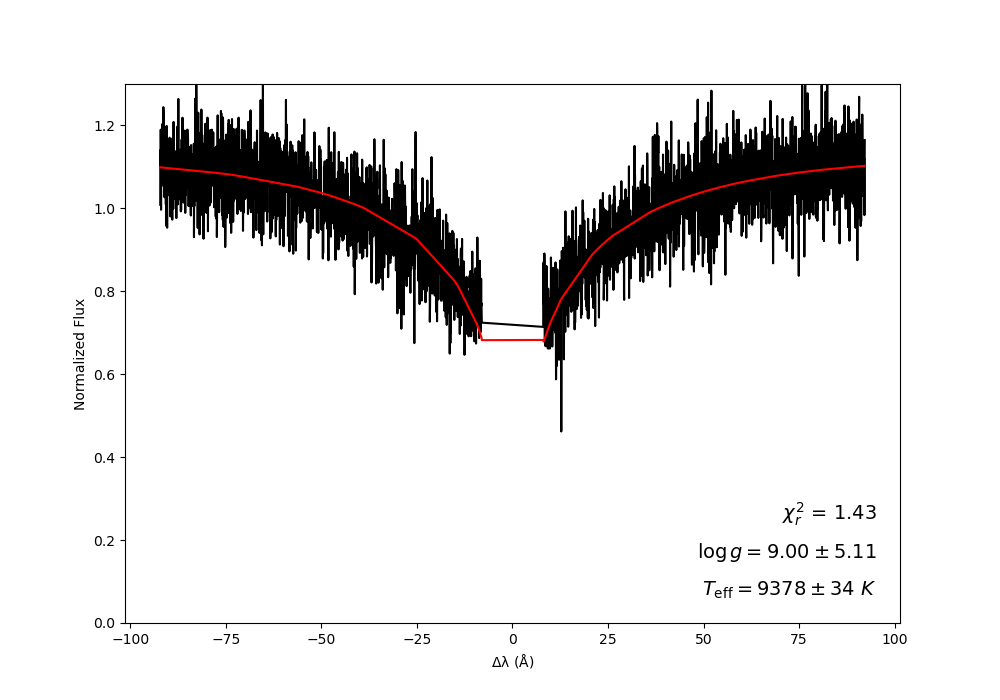 1.2
1.0
0.8
0.6
0.4
0.2
0.0
Normalized Flux
χ²ᵣ = 1.43
log g = 9.00 ± 5.11
T_eff = 9378 ± 34 K
−100 −75 −50 −25 0 25 50 75 100
Δλ (Å)